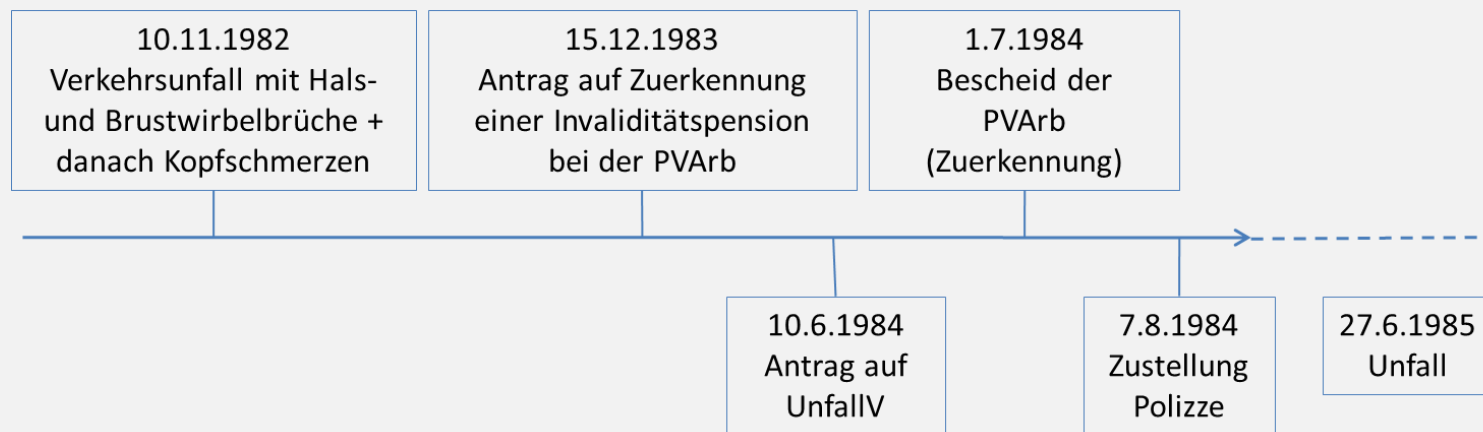 10.11.1982
Verkehrsunfall mit Hals-
und Brustwirbelbrüche +
danach Kopfschmerzen
15.12.1983
Antrag auf Zuerkennung
einer Invaliditätspension
bei der PVArb
1.7.1984
Bescheid der
PVArb
(Zuerkennung)
10.6.1984
Antrag auf
UnfallV
7.8.1984
Zustellung
Polizze
27.6.1985
Unfall